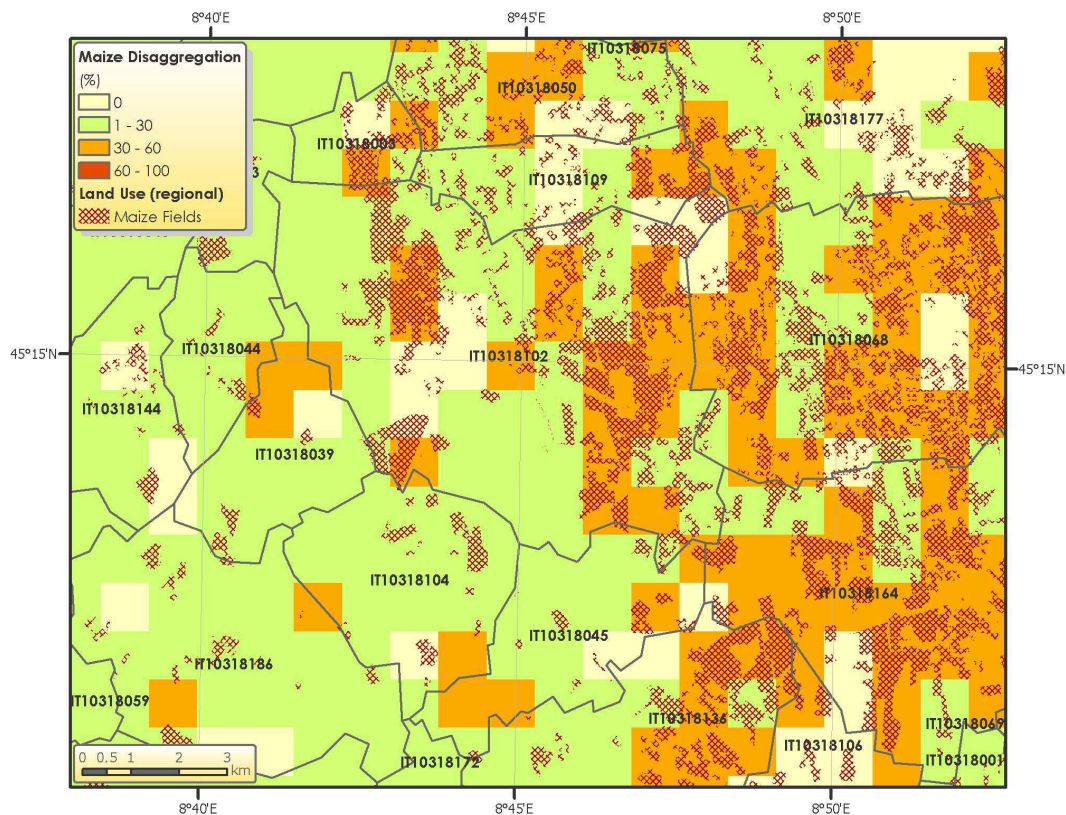 8°40'E 8°45'E 8°50'E
Maize Disaggregation
(%)
0
1 - 30
30 - 60
60 - 100
Land Use (regional)
Maize Fields
IT10318075
IT10318050
IT10318177
IT10318003
3
IT10318109
IT10318044
IT10318102
IT10318068
45°15'N
45°15'N
IT10318144
IT10318039
IT10318104
IT10318164
IT10318045
IT10318186
IT10318059
IT10318136
IT10318069
IT10318106
IT10318172
IT10318001
0 0.5 1 2 3
km
8°40'E 8°45'E 8°50'E